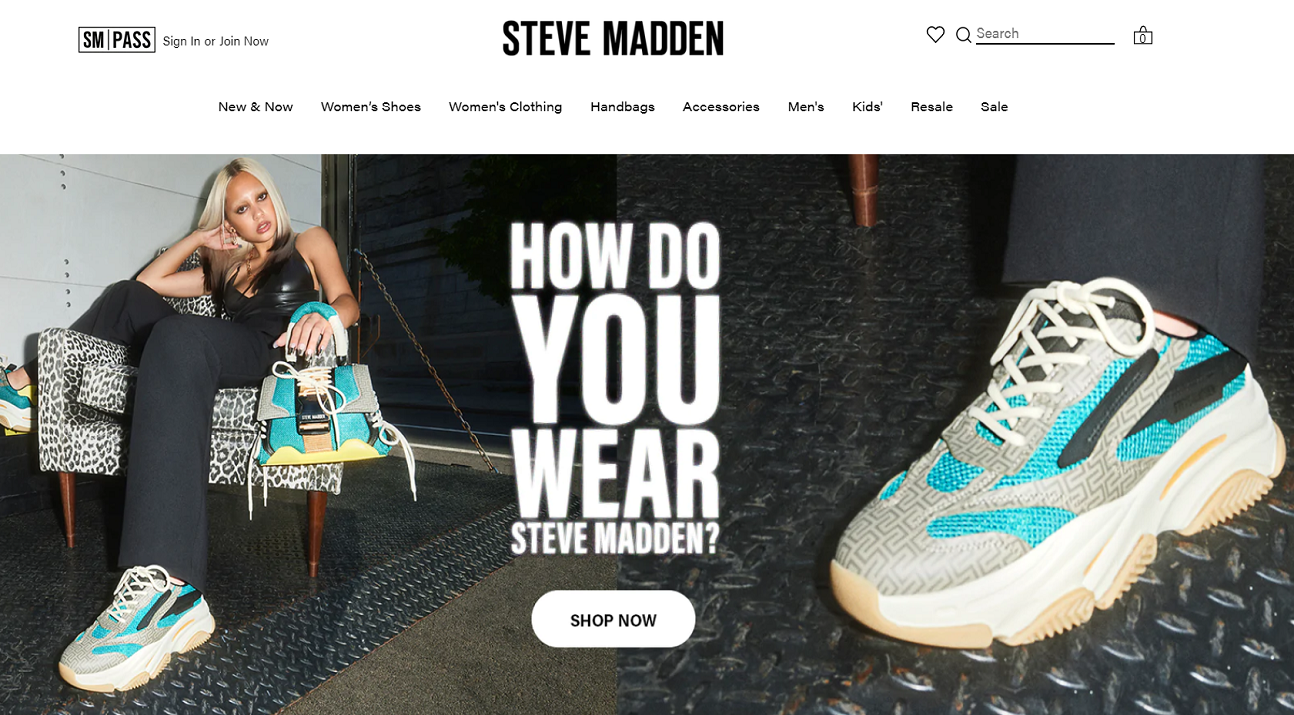 SM|PASS Sign In or Join Now
STEVE MADDEN
Search
0
New & Now Women's Shoes Women's Clothing Handbags Accessories Men's Kids' Resale Sale
HOW DO
YOU
WEAR
STEVE MADDEN?
STEVE MADDEN
SHOP NOW